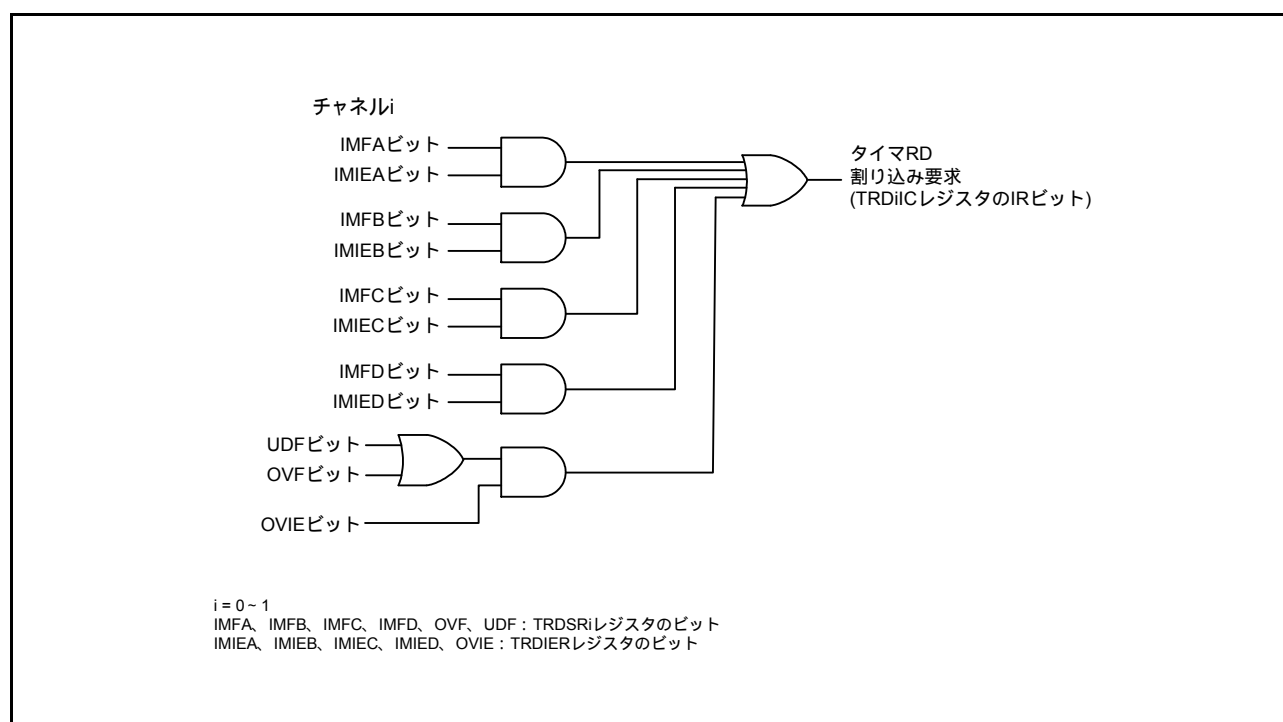 チャネルi
IMFAビット
IMIEAビット
IMFBビット
IMIEBビット
IMFCビット
IMIECビット
IMFDビット
IMIEDビット
UDFビット
OVFビット
OVIEビット
タイマRD
割り込み要求
(TRDiICレジスタのIRビット)
i = 0~1
IMFA、IMFB、IMFC、IMFD、OVF、UDF:TRDSRiレジスタのビット
IMIEA、IMIEB、IMIEC、IMIED、OVIE:TRDIERレジスタのビット